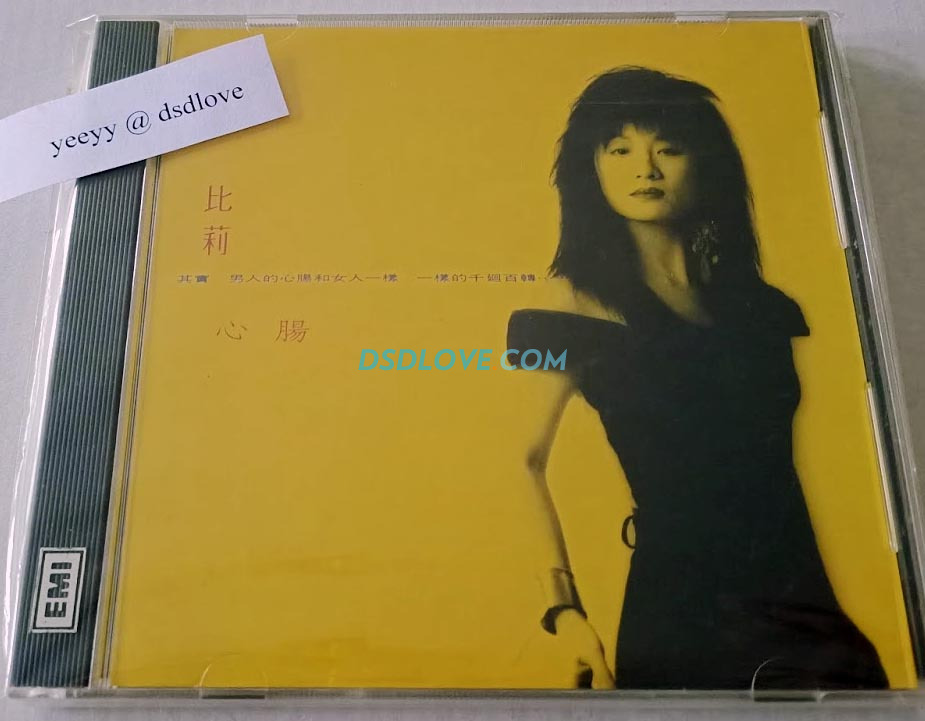 yeeyy @ dsdlove
比
莉
其實 男人的心腸和女人一樣 一樣的千迴百轉‥
心腸
DSDLOVE COM
EMI